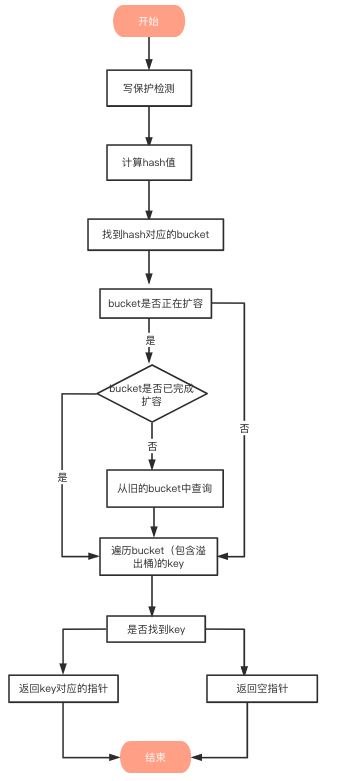 开始
写保护检测
计算hash值
找到hash对应的bucket
bucket是否正在扩容
是
bucket是否已完成
扩容
否
否
是
从旧的bucket中查询
遍历bucket（包含溢
出桶)的key
是否找到key
返回key对应的指针
返回空指针
结束